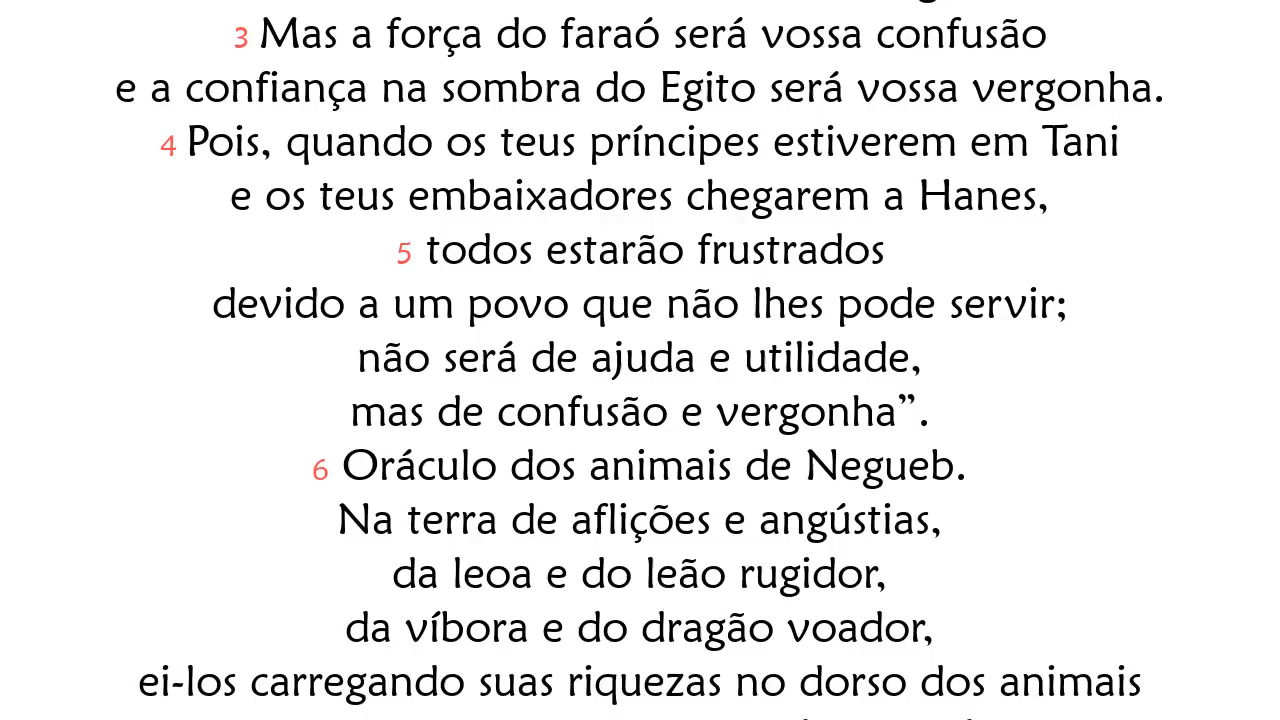 3 Mas a força do faraó será vossa confusão
e a confiança na sombra do Egito será vossa vergonha.
4 Pois, quando os teus príncipes estiverem em Tani
e os teus embaixadores chegarem a Hanes,
5 todos estarão frustrados
devido a um povo que não lhes pode servir;
não será de ajuda e utilidade,
mas de confusão e vergonha”.
6 Oráculo dos animais de Negueb.
Na terra de aflições e angústias,
da leoa e do leão rugidor,
da víbora e do dragão voador,
ei-los carregando suas riquezas no dorso dos animais